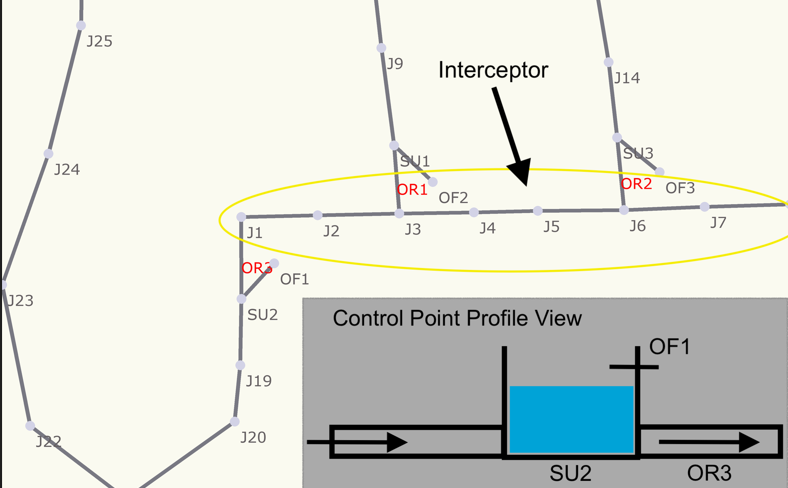 J25
J9
Interceptor
J14
J24
SU1
SU3
OR1
OF2
OR2
OF3
J1
J2
J3
J4
J5
J6
J7
OR3
OF1
J23
SU2
Control Point Profile View
OF1
J19
J22
J20
SU2
OR3